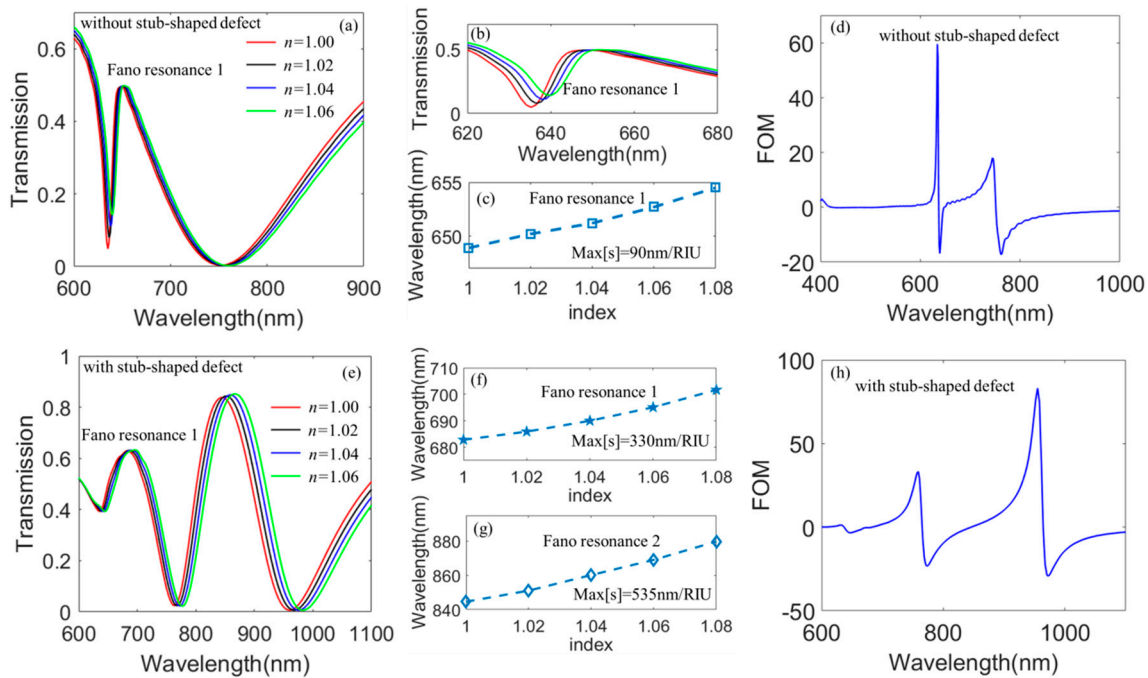 without stub-shaped defect
(a)
Fano resonance 1
n=1.00
n=1.02
n=1.04
n=1.06
Transmission
0.6
0.4
0.2
0
600
700
800
900
Wavelength(nm)
(b)
Fano resonance 1
Transmission
0.5
0
620
640
660
680
Wavelength(nm)
(c)
Fano resonance 1
Max[s]=90nm/RIU
Wavelength(nm)
655
650
1
1.02
1.04
1.06
1.08
index
(d)
without stub-shaped defect
FOM
60
40
20
0
-20
400
600
800
1000
Wavelength(nm)
with stub-shaped defect
(e)
Fano resonance 1
n=1.00
n=1.02
n=1.04
n=1.06
Transmission
1
0.8
0.6
0.4
0.2
0
600
700
800
900
1000
1100
Wavelength(nm)
(f)
Fano resonance 1
Max[s]=330nm/RIU
Wavelength(nm)
710
700
690
680
1
1.02
1.04
1.06
1.08
index
(g)
Fano resonance 2
Max[s]=535nm/RIU
Wavelength(nm)
880
860
840
1
1.02
1.04
1.06
1.08
index
(h)
with stub-shaped defect
FOM
100
50
0
-50
600
800
1000
Wavelength(nm)